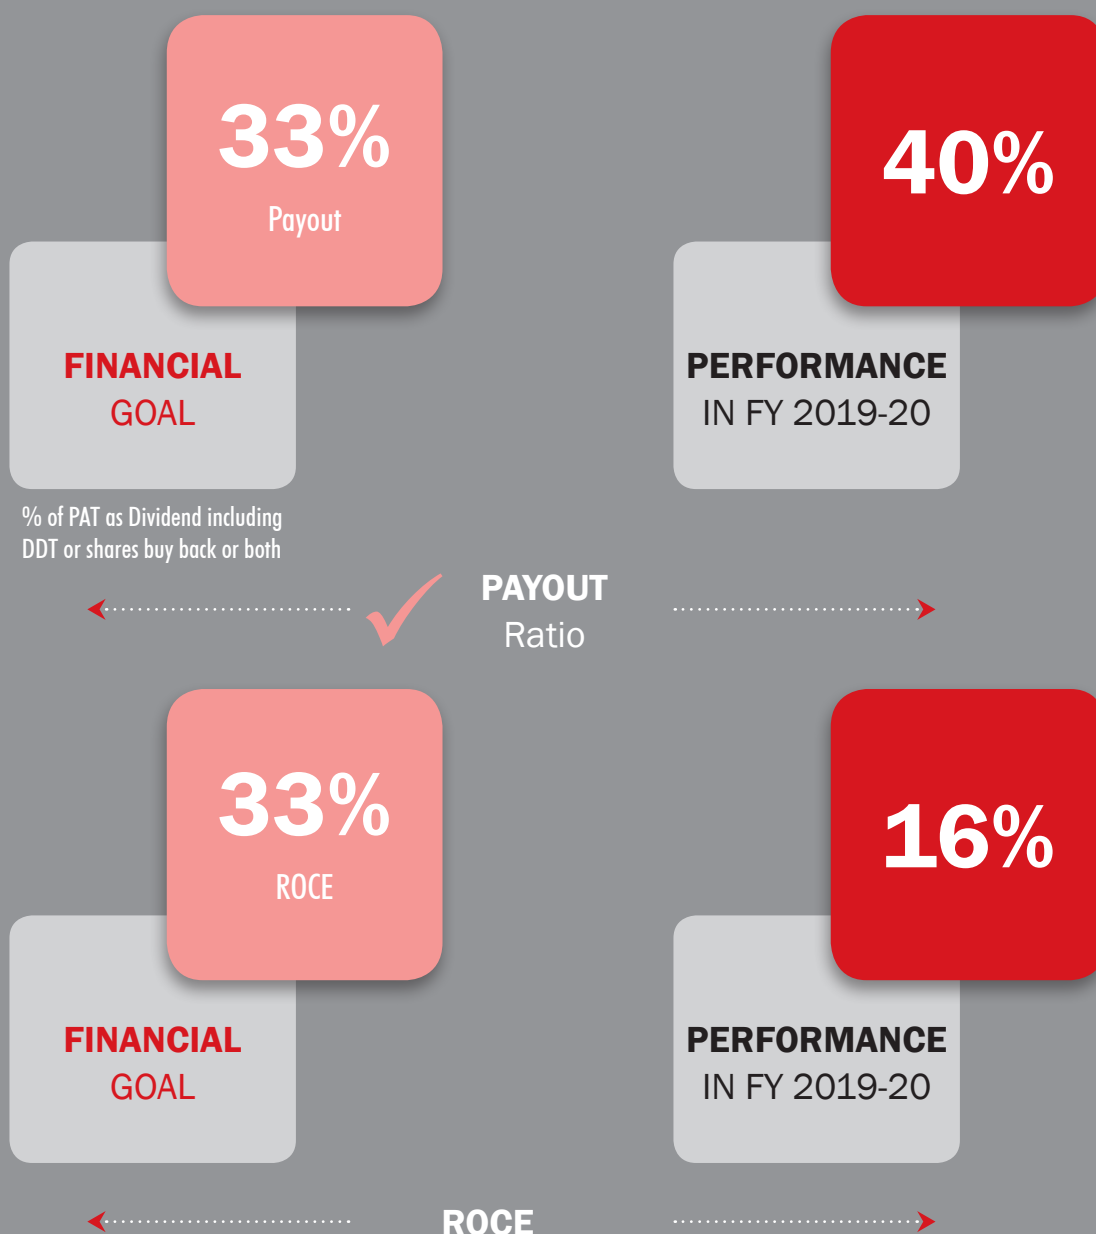 33%
Payout
40%
FINANCIAL
GOAL
PERFORMANCE
IN FY 2019-20
% of PAT as Dividend including
DDT or shares buy back or both
PAYOUT
Ratio
33%
ROCE
16%
FINANCIAL
GOAL
PERFORMANCE
IN FY 2019-20
ROCE